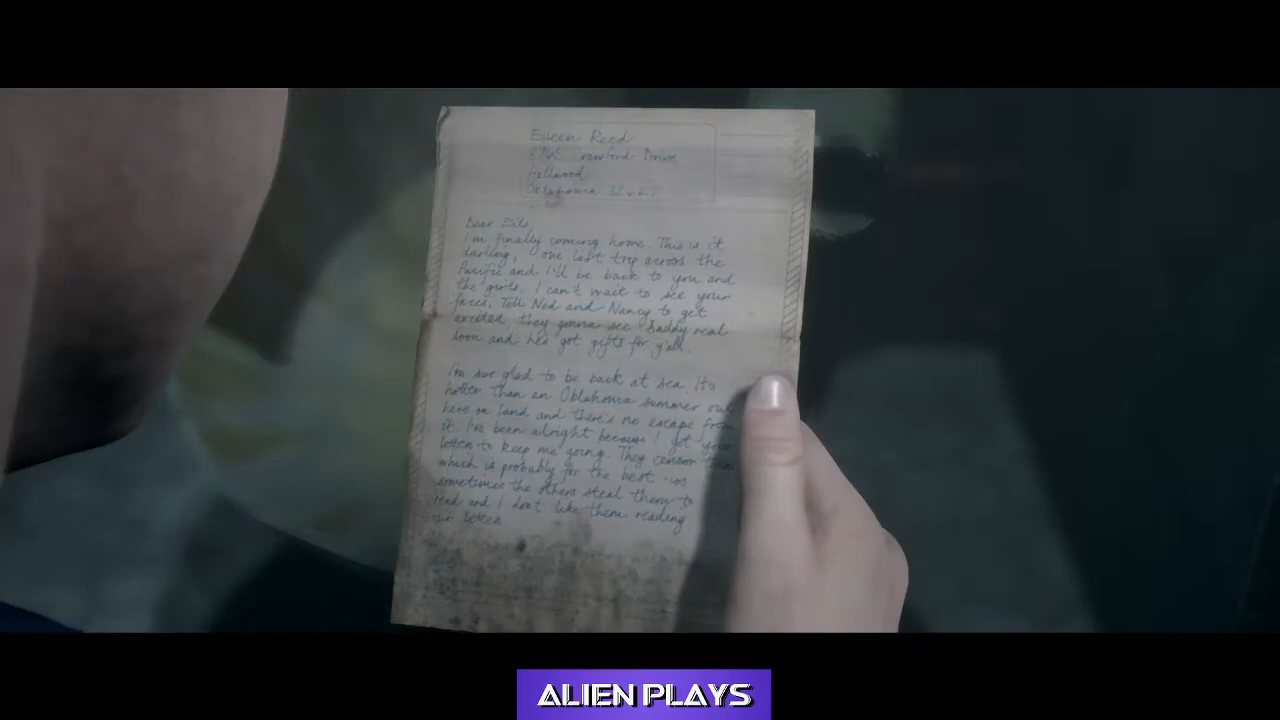 Eileen Reed
Crawford Drive
Hallwood
Oklahoma
Dear Eils,
I'm finally coming home. This is it
darling, one last trip across the
Pacific and I'll be back to you and
the girls. I can't wait to see your
faces. Tell Ned and Nancy to get
excited, they gonna see Daddy real
soon and hes got gifts for y'all.
I'm sure glad to be back at sea. It's
hotter than an Oklahoma summer out
here on land and there's no escape from
it. I've been alright because I got your
letters to keep me going. They censor them
which is probably for the best 'cos
sometimes the others steal them to
read and I don't like them reading
our letters
ALIEN PLAYS